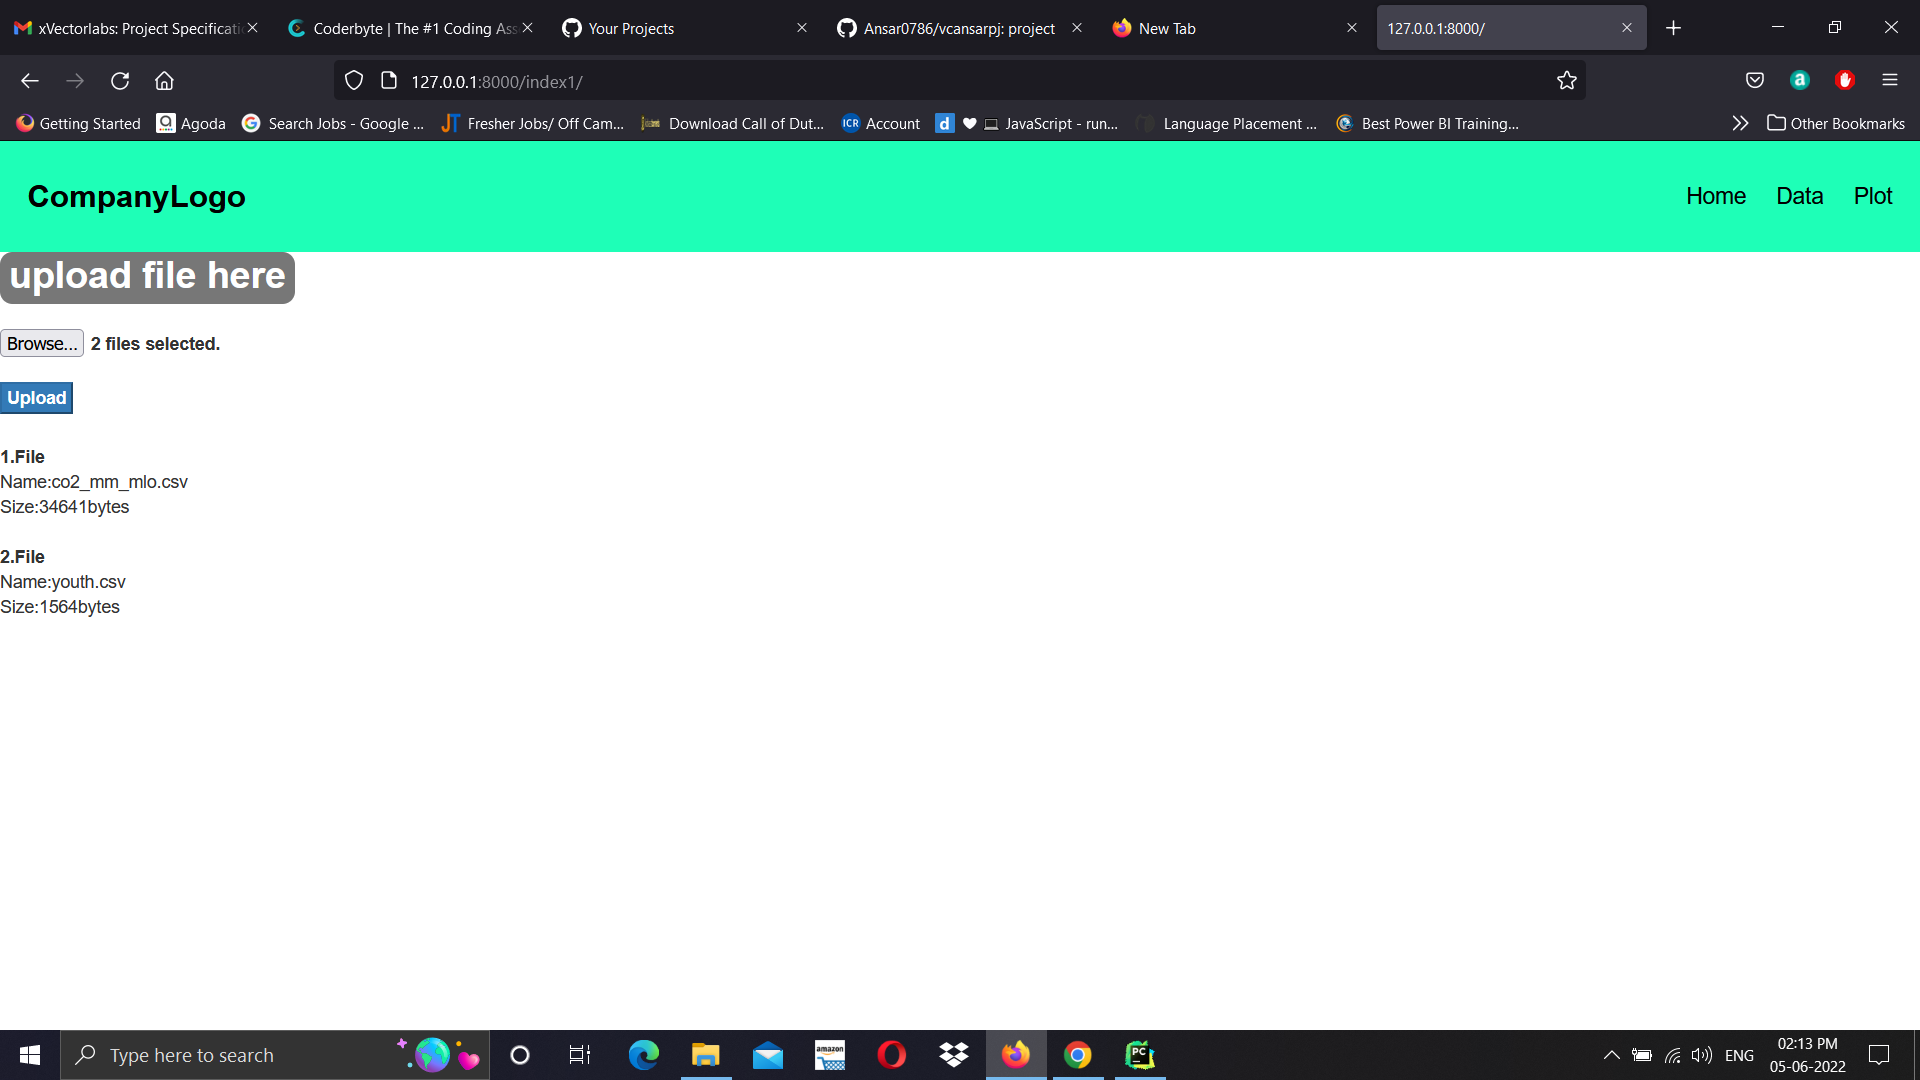 xVectorlabs: Project Specificati
Coderbyte | The #1 Coding Ass
Your Projects
Ansar0786/vcansarpj: project
New Tab
127.0.0.1:8000/
127.0.0.1:8000/index1/
Getting Started
Agoda
Search Jobs - Google ...
JT Fresher Jobs/ Off Cam...
Download Call of Dut...
ICR Account
d JavaScript - run...
Language Placement ...
Best Power BI Training...
Other Bookmarks
CompanyLogo
Home Data Plot
upload file here
Browse... 2 files selected.
Upload
1.File
Name:co2_mm_mlo.csv
Size:34641bytes
2.File
Name:youth.csv
Size:1564bytes
Type here to search
amazon
PC
ENG
02:13 PM
05-06-2022